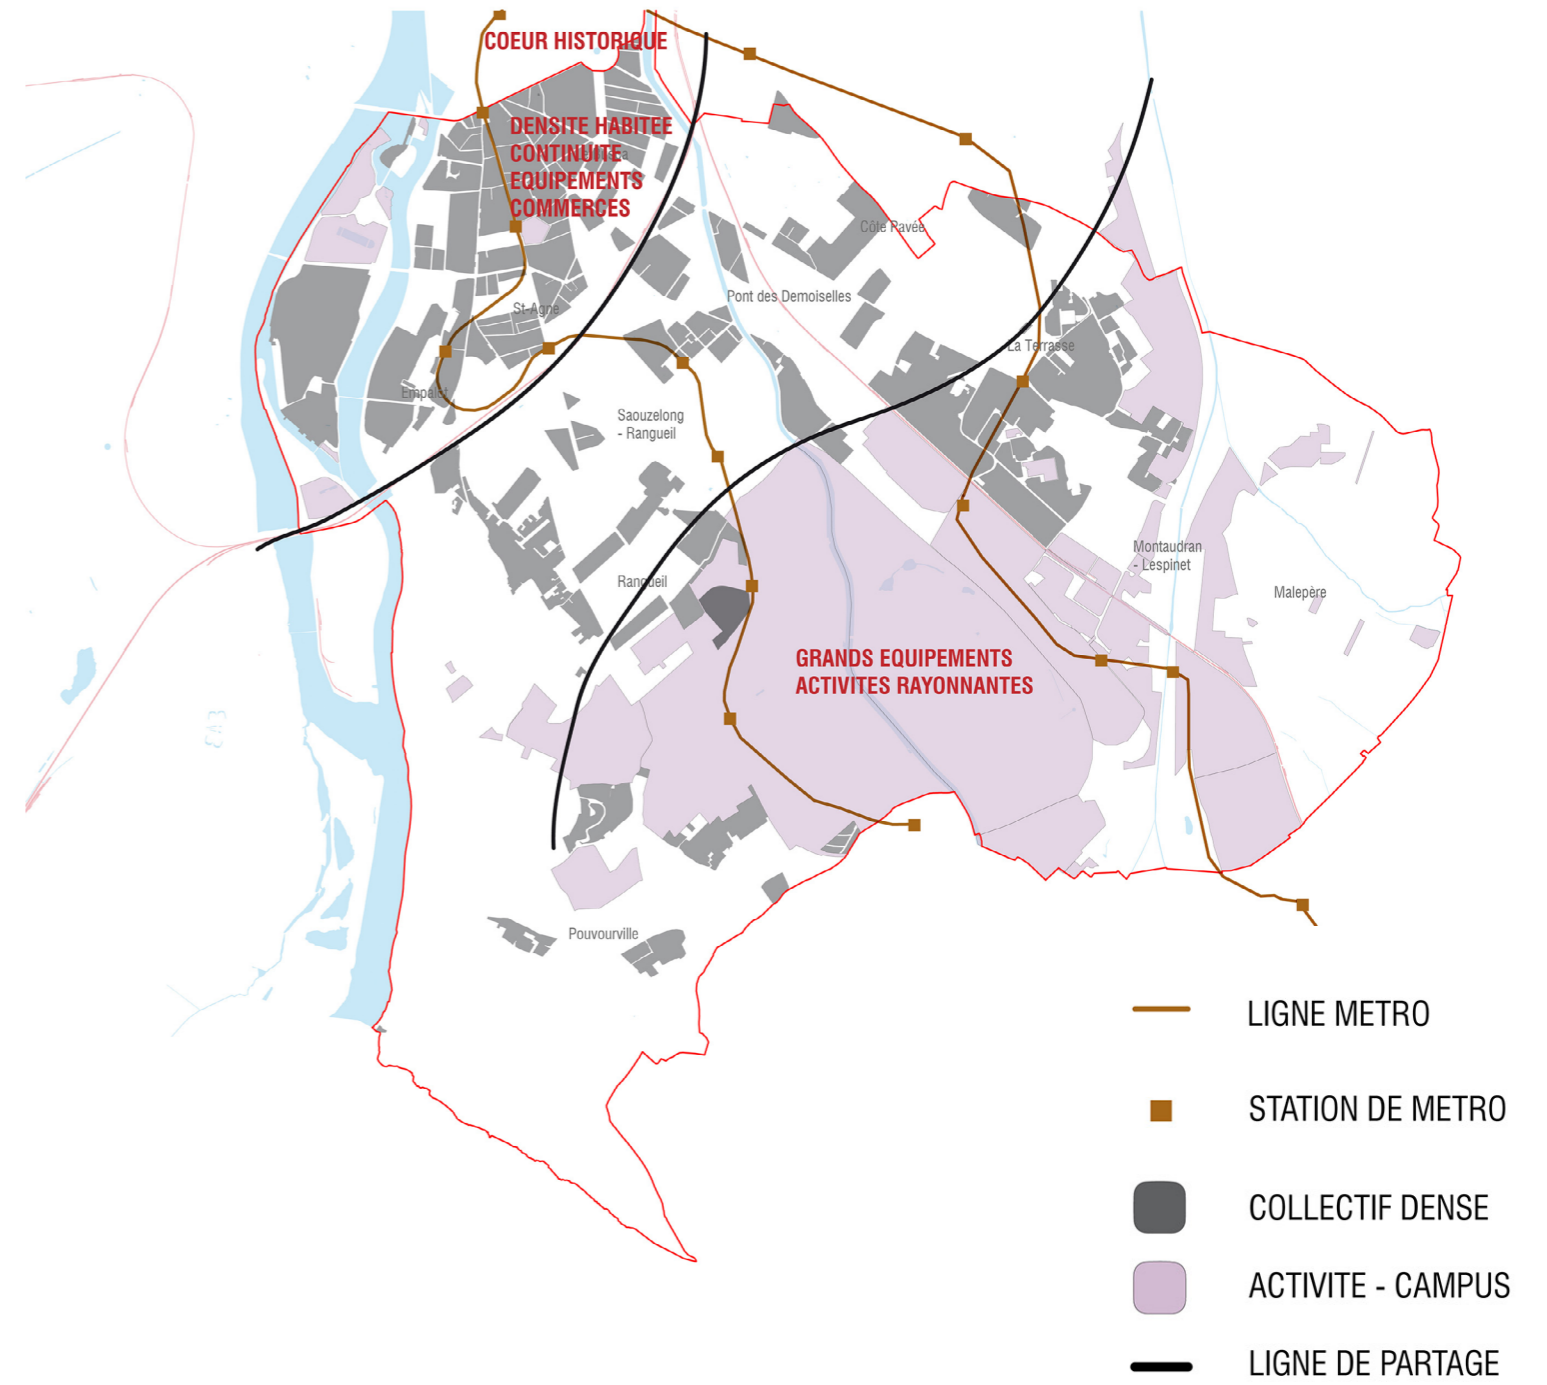 COEUR HISTORIQUE
DENSITE HABITEE
CONTINUITE
EQUIPEMENTS
COMMERCES
Côte Pavée
Pont des Demoiselles
St-Agne
La Terrasse
Empalot
Saouzelong
- Rangueil
Montaudran
- Lespinet
Rangueil
Malepère
GRANDS EQUIPEMENTS
ACTIVITES RAYONNANTES
Pouvourville
LIGNE METRO
STATION DE METRO
COLLECTIF DENSE
ACTIVITE - CAMPUS
LIGNE DE PARTAGE